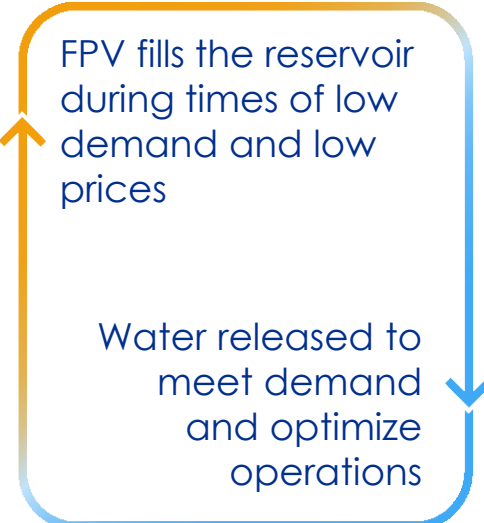 FPV fills the reservoir
during times of low
demand and low
prices
Water released to
meet demand
and optimize
operations